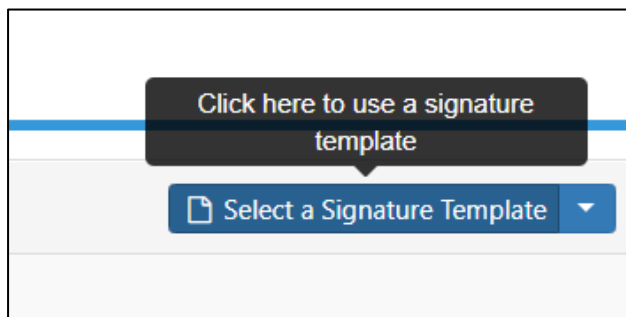 Click here to use a signature
template
Select a Signature Template